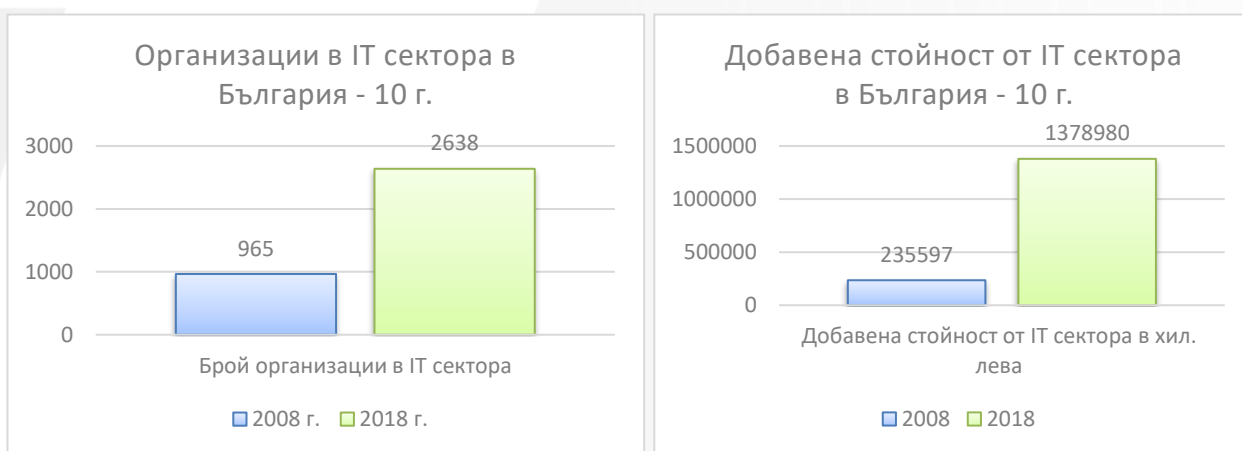 Организации в IT сектора в
България - 10 г.
3000
2000
1000
0
965
2638
Брой организации в IT сектора
2008 г. 2018 г.
Добавена стойност от IT сектора
в България - 10 г.
1500000
1000000
500000
0
235597
1378980
Добавена стойност от IT сектора в хил.
лева
2008 2018